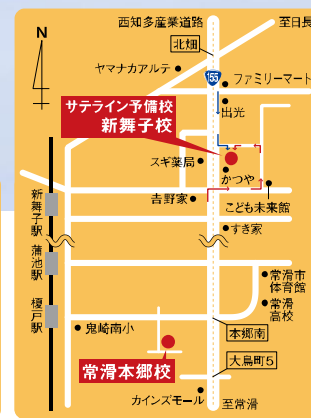 西知多産業道路
至日長
N
北畑
ヤマナカアルテ
155
ファミリーマート
サテライン予備校
新舞子校
出光
スギ薬局
かつや
吉野家
こども未来館
新舞子駅
すき家
蒲池駅
常滑市
体育館
常滑
高校
榎戸駅
鬼崎南小
本郷南
常滑本郷校
大鳥町5
カインズモール
至常滑